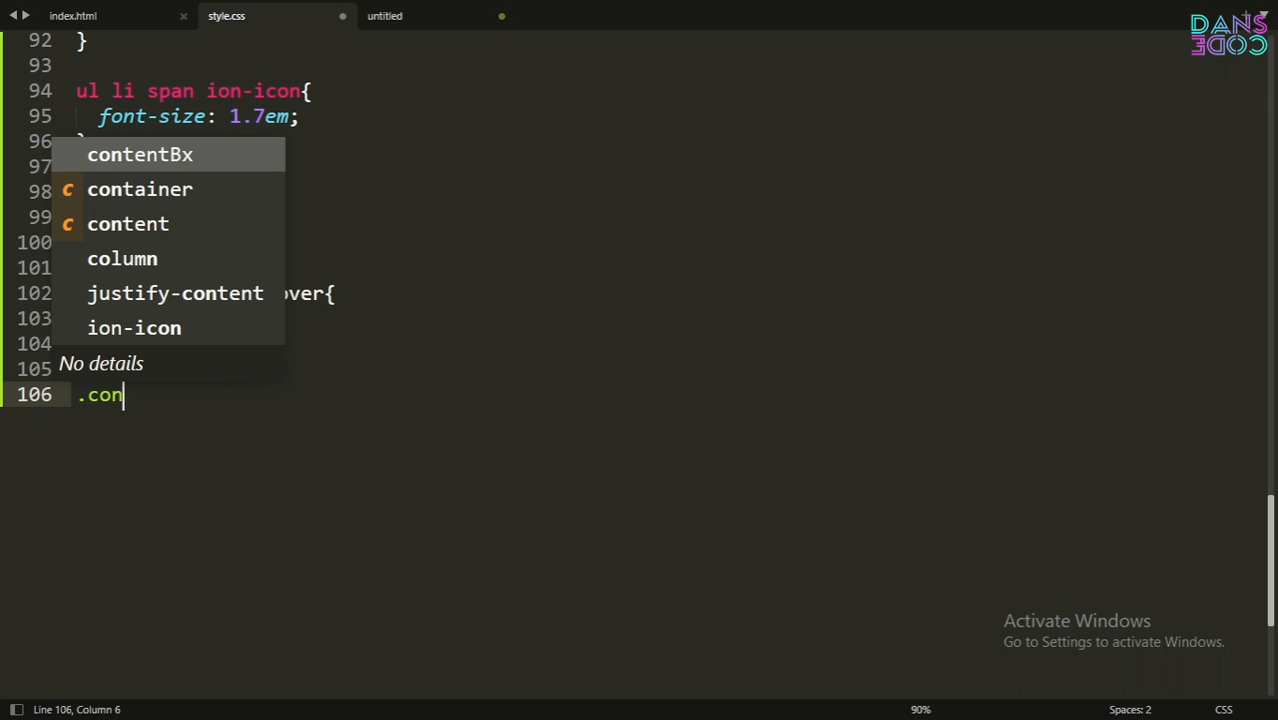 index.html
style.css
untitled
DANS
CODE
92 }
93
94 ul li span ion-icon{
95 font-size: 1.7em;
96
97
98
99
100
101
102 over{
103
104
105
106 .con
contentBx
c container
c content
column
justify-content
ion-icon
No details
Activate Windows
Go to Settings to activate Windows.
Line 106, Column 6
90%
Spaces: 2
CSS